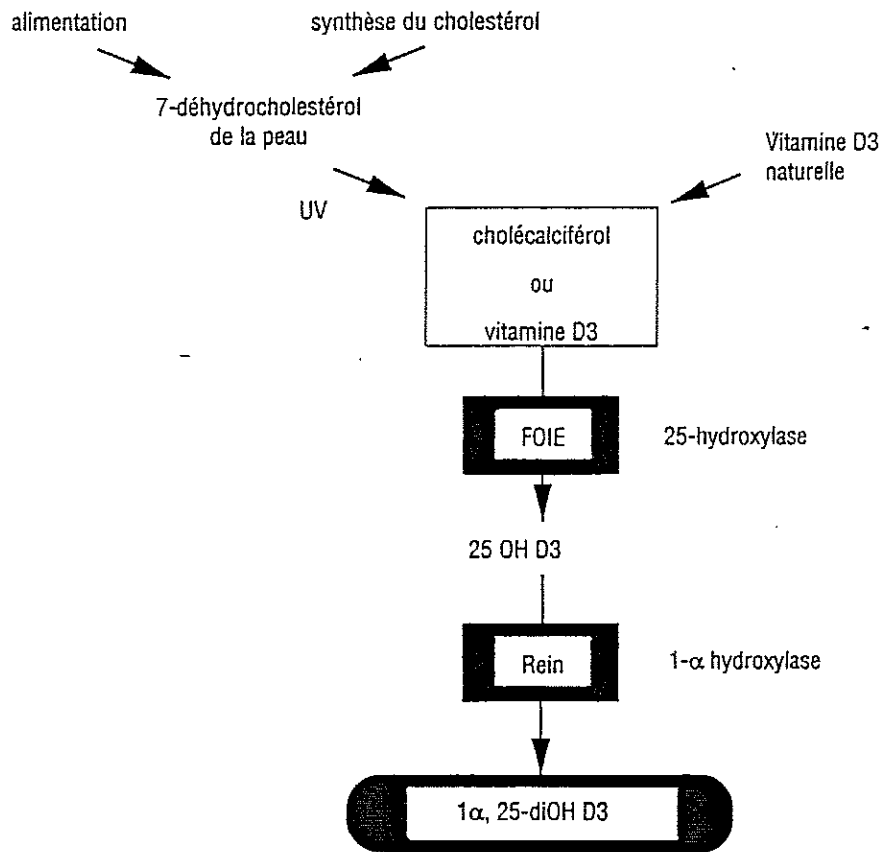 alimentation
synthèse du cholestérol
7-déhydrocholestérol
de la peau
Vitamine D3
naturelle
UV
cholécalciférol
ou
vitamine D3
FOIE
25-hydroxylase
25 OH D3
Rein
1-α hydroxylase
1α, 25-diOH D3